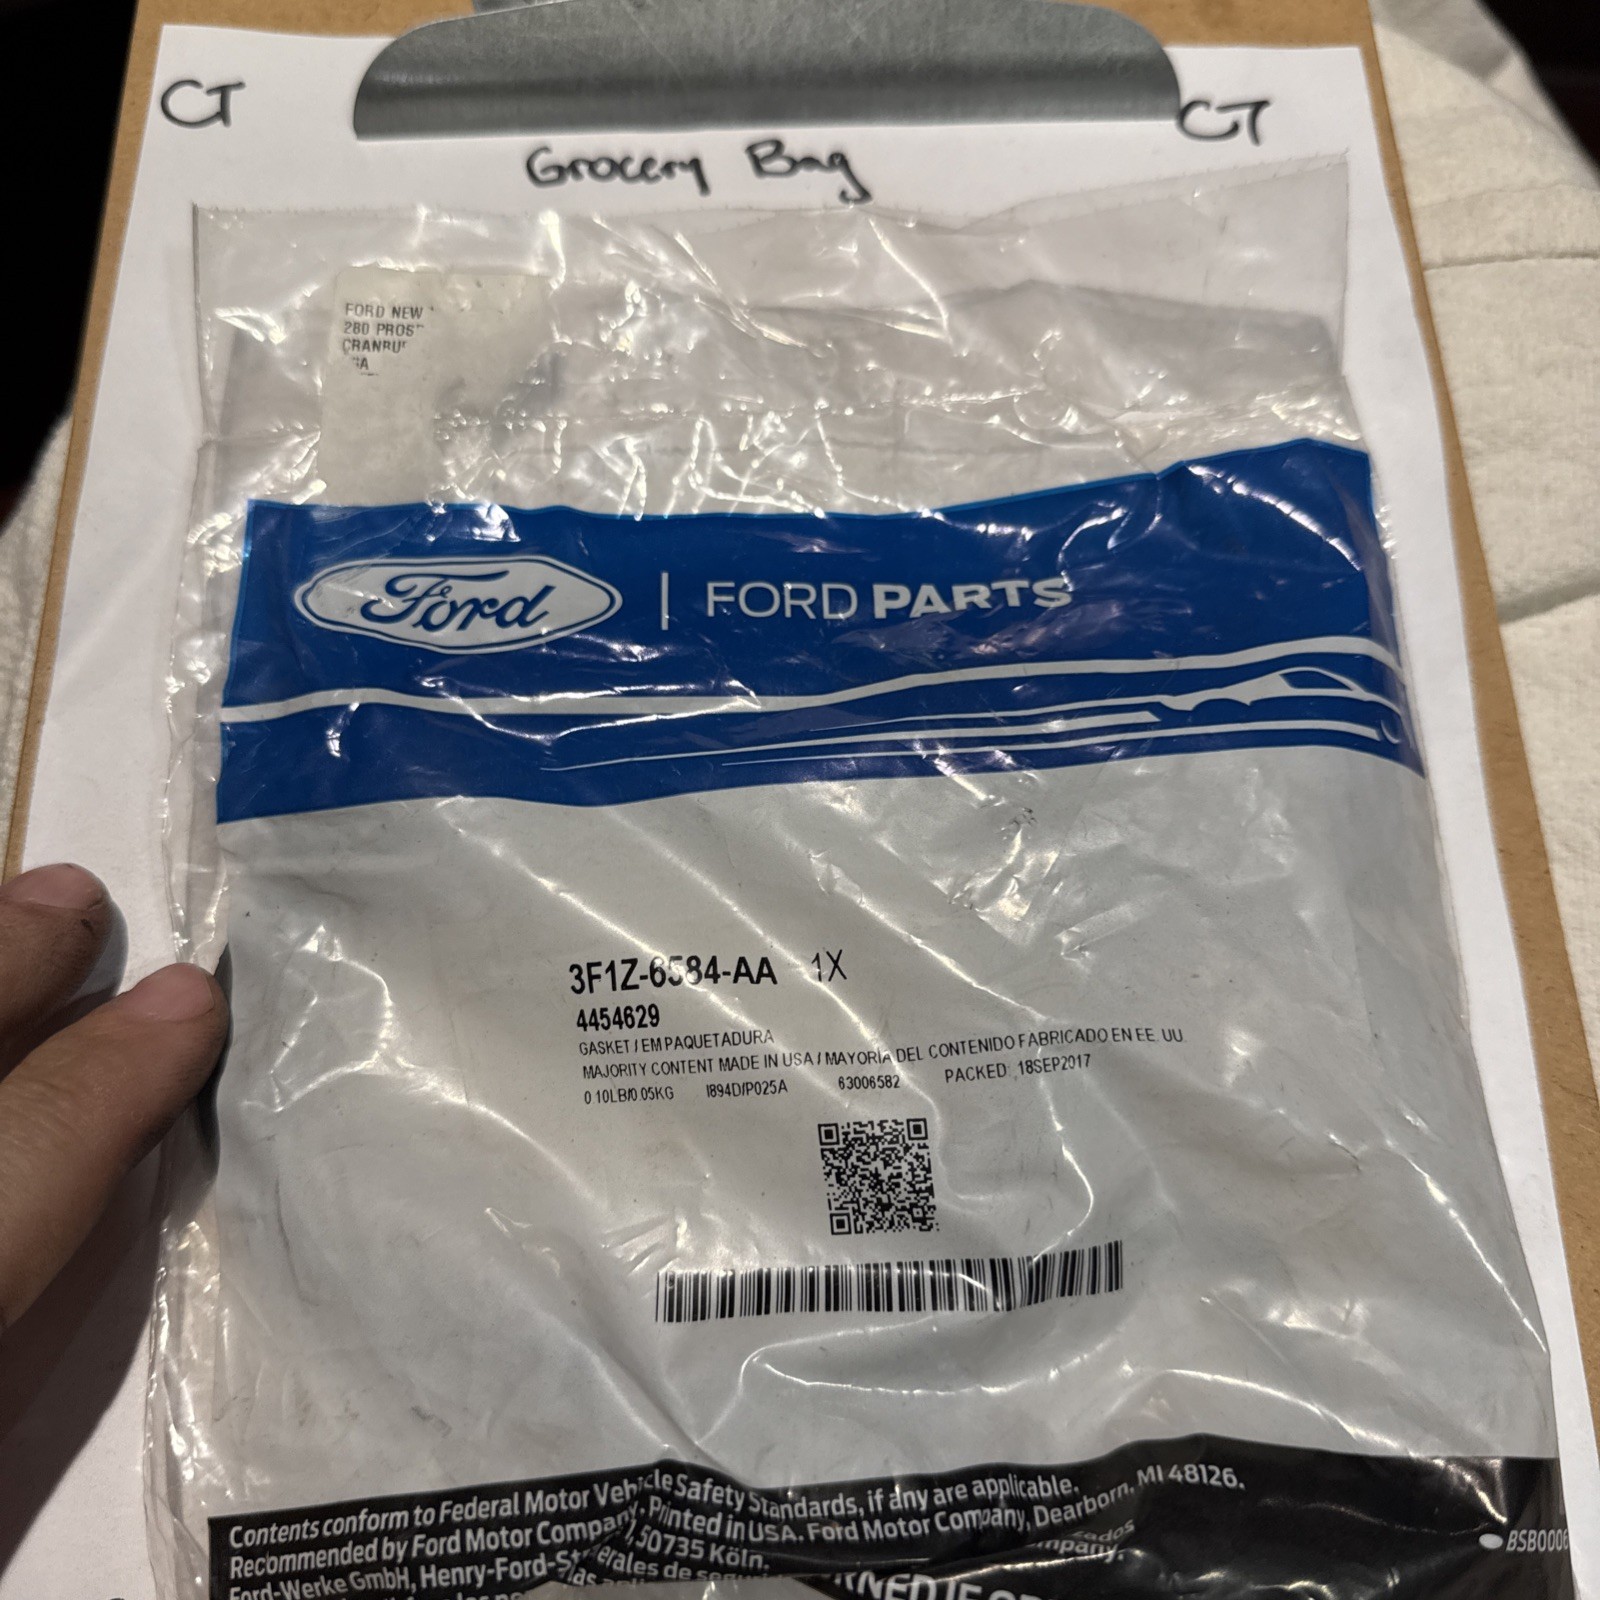 CT
CT
Grocery Bag
FORD NEW
280 PROS
CRANBU
Ford | FORD PARTS
3F1Z-6584-AA 1X
4454629
GASKET / EMPAQUETADURA
MAJORITY CONTENT MADE IN USA / MAYORÍA DEL CONTENIDO FABRICADO EN EE. UU.
0.10LB/0.05KG I894D/P025A 63006582 PACKED: 18SEP2017
Contents conform to Federal Motor Vehicle Safety Standards, if any are applicable.
Recommended by Ford Motor Company. Printed in USA. Ford Motor Company, Dearborn, MI 48126.
Ford-Werke GmbH, Henry-Ford-St 50735 Köln.
BSB0006